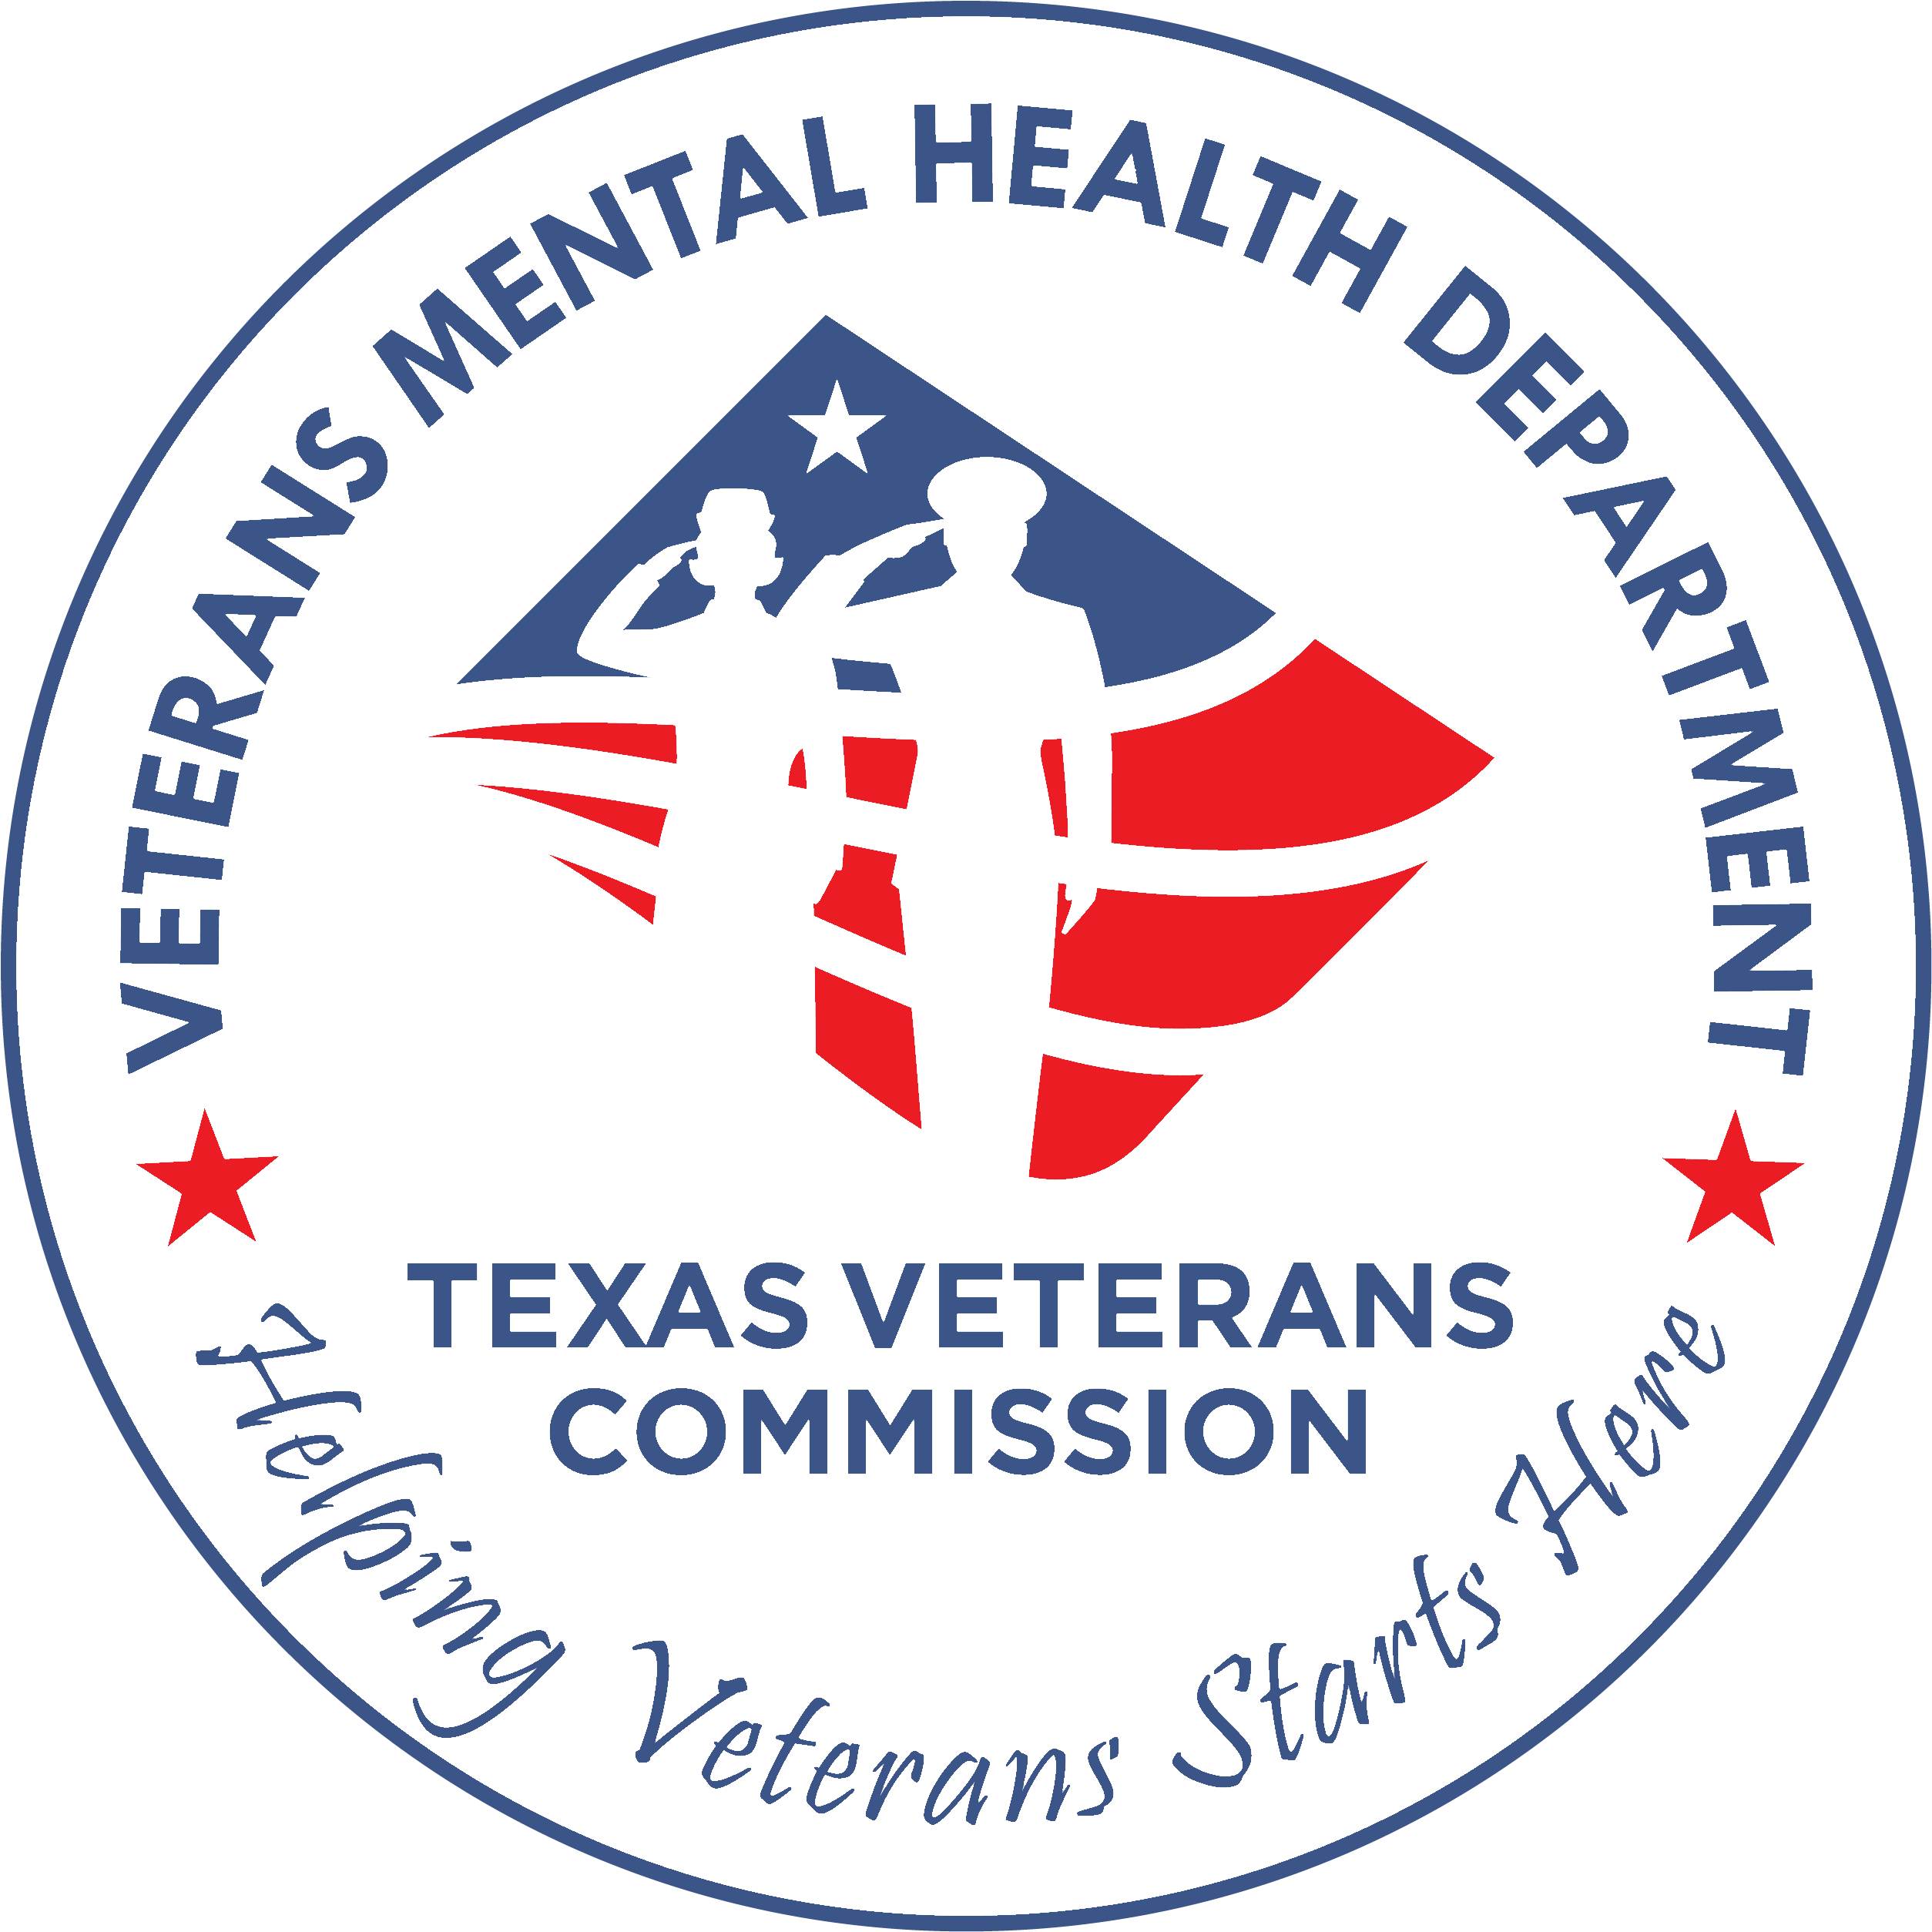 VETERANS MENTAL HEALTH DEPARTMENT
TEXAS VETERANS
COMMISSION
Helping Veterans Starts Here